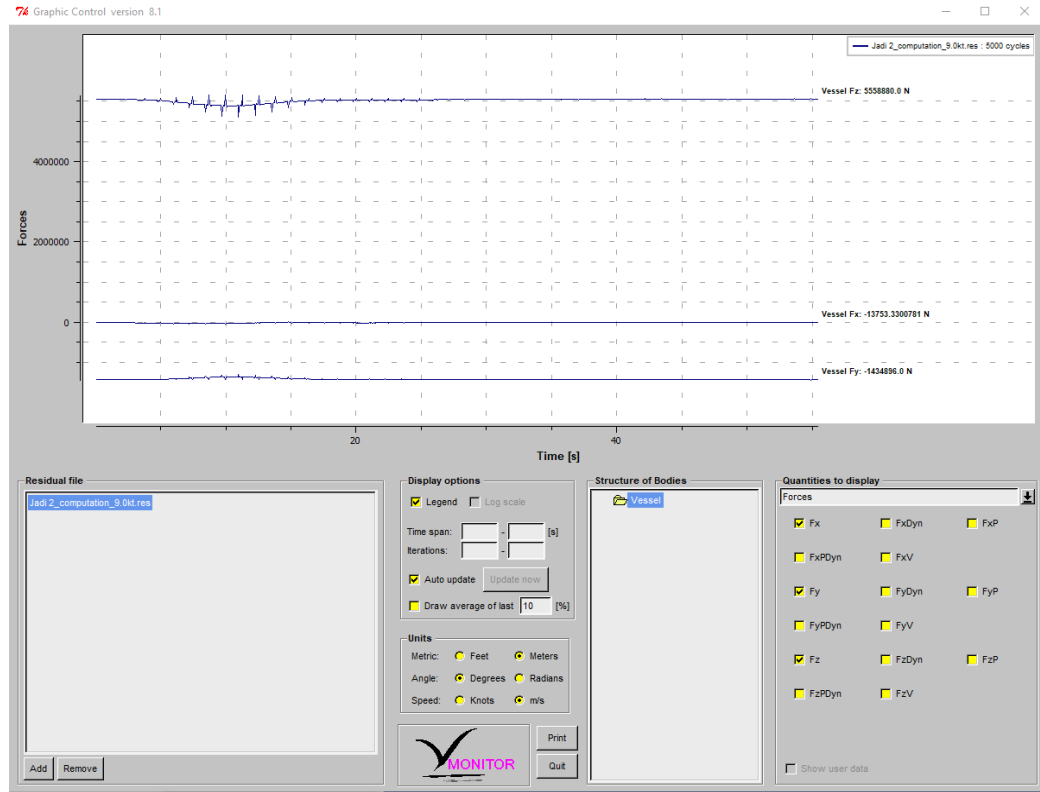 Graphic Control version 8.1
Jadi 2_computation_9.0kt.res : 5000 cycles
Vessel Fz: 5558880.0 N
4000000
Forces
2000000
0
Vessel Fx: -13753.3300781 N
Vessel Fy: -1434896.0 N
20
40
Time [s]
Residual file
Jadi 2_computation_9.0kt.res
Add
Remove
Display options
Legend
Log scale
Time span:
-
[s]
Iterations:
-
Auto update
Update now
Draw average of last
10
[%]
Units
Metric:
Feet
Meters
Angle:
Degrees
Radians
Speed:
Knots
m/s
MONITOR
Print
Quit
Structure of Bodies
Vessel
Quantities to display
Forces
Fx
FxDyn
FxP
FxPDyn
FxV
Fy
FyDyn
FyP
FyPDyn
FyV
Fz
FzDyn
FzP
FzPDyn
FzV
Show user data